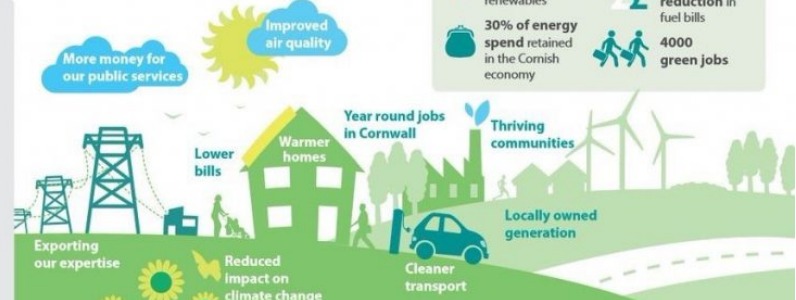 renewables
30% of energy
spend retained
in the Cornish
economy
reduction in
fuel bills
4000
green jobs
Improved
air quality
More money for
our public services
Year round jobs
in Cornwall
Thriving
communities
Warmer
homes
Lower
bills
Locally owned
generation
Exporting
our expertise
Reduced
impact on
climate change
Cleaner
transport